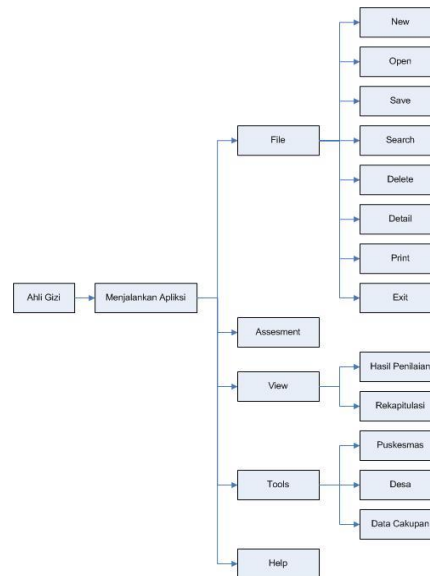 New
Open
Save
File
Search
Delete
Detail
Print
Ahli Gizi
Menjalankan Apliksi
Exit
Assesment
Hasil Penilaian
View
Rekapitulasi
Puskesmas
Tools
Desa
Data Cakupan
Help